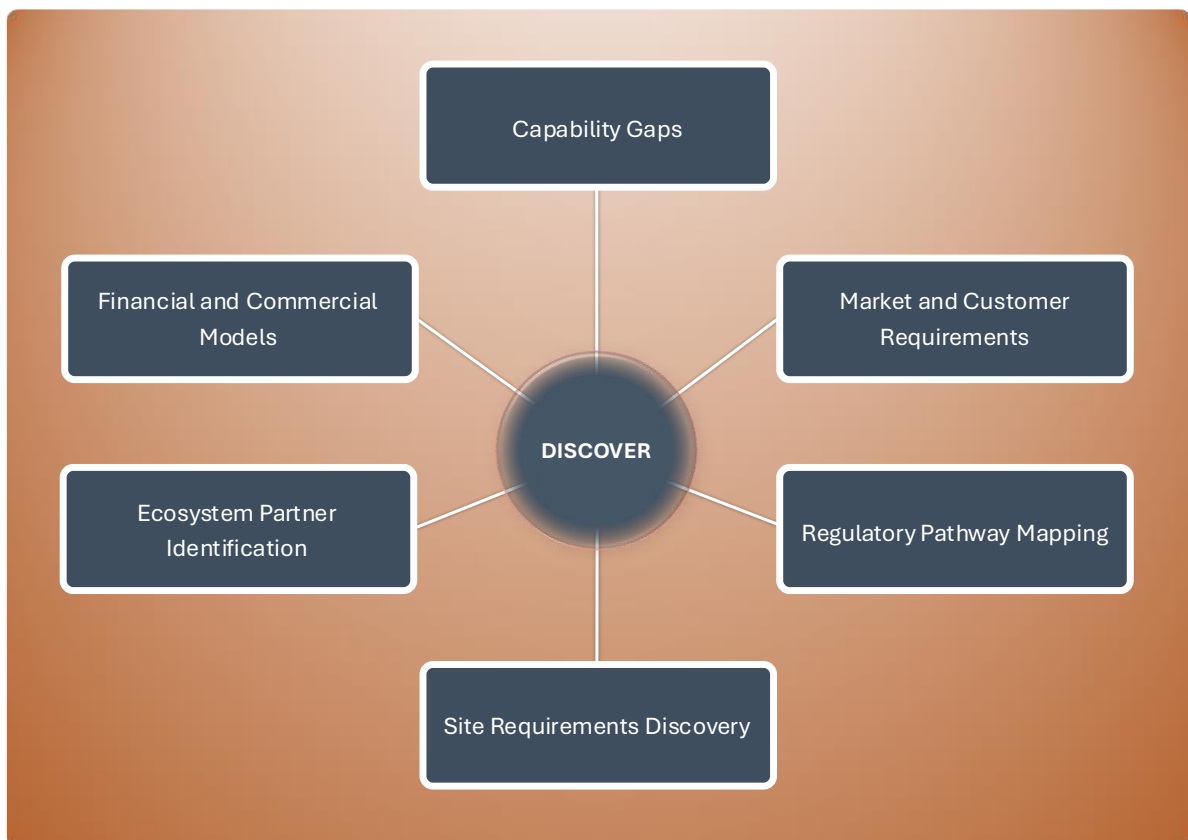 Capability Gaps
Financial and Commercial
Models
Market and Customer
Requirements
DISCOVER
Ecosystem Partner
Identification
Regulatory Pathway Mapping
Site Requirements Discovery